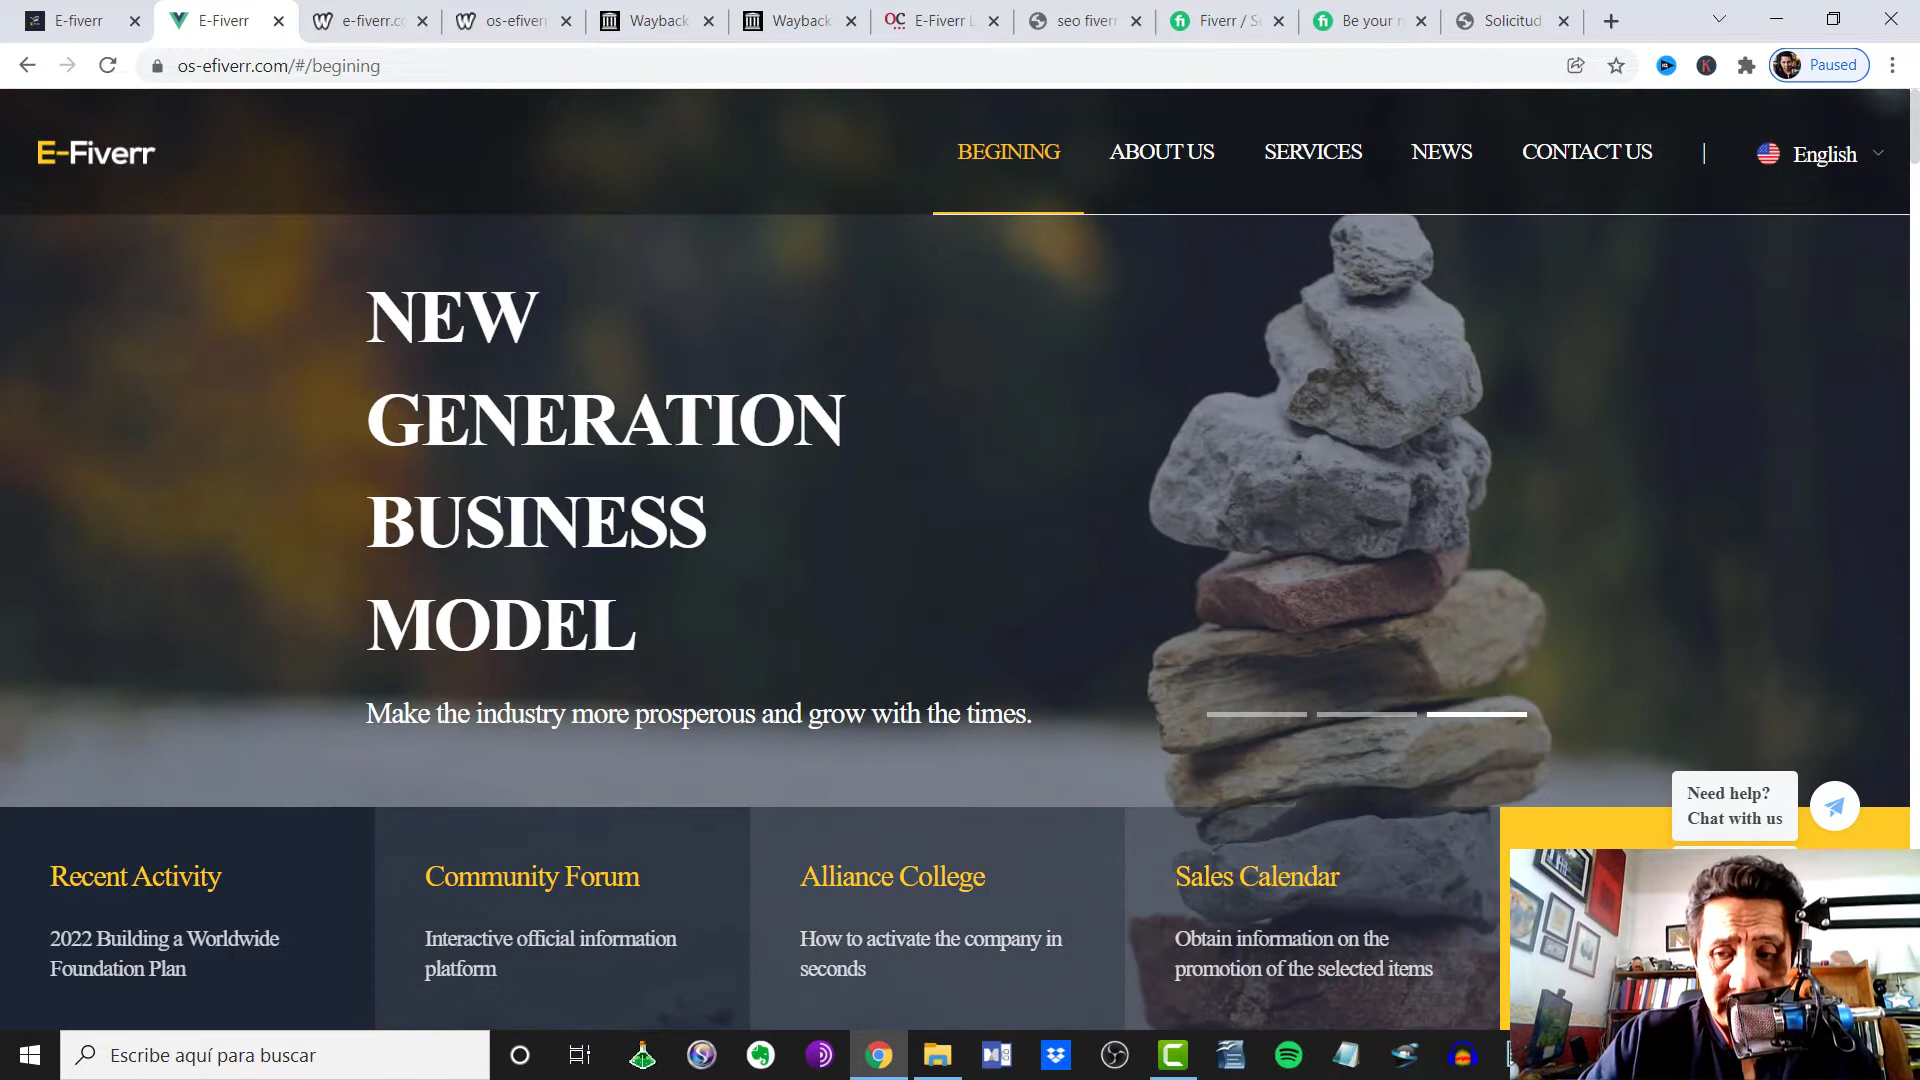 E-fiverr
E-Fiverr
e-fiverr.co
os-efiverr
Wayback
Wayback
E-Fiverr L
seo fiverr
Fiverr / Se
Be your
Solicitud
os-efiverr.com/#/begining
Paused
E-Fiverr
BEGINING
ABOUT US
SERVICES
NEWS
CONTACT US
English
NEW
GENERATION
BUSINESS
MODEL
Make the industry more prosperous and grow with the times.
Need help?
Chat with us
Recent Activity
2022 Building a Worldwide
Foundation Plan
Community Forum
Interactive official information
platform
Alliance College
How to activate the company in
seconds
Sales Calendar
Obtain information on the
promotion of the selected items
Escribe aquí para buscar